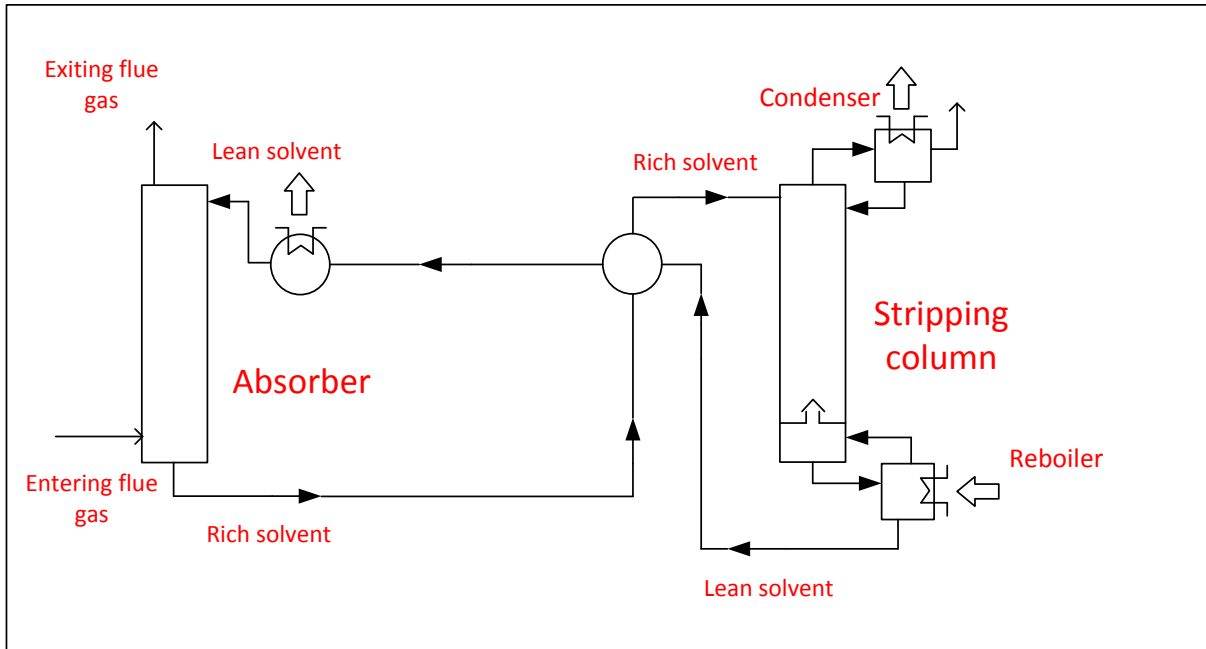 Exiting flue
gas
Lean solvent
Condenser
Rich solvent
Stripping
column
Absorber
Reboiler
Entering flue
gas
Rich solvent
Lean solvent